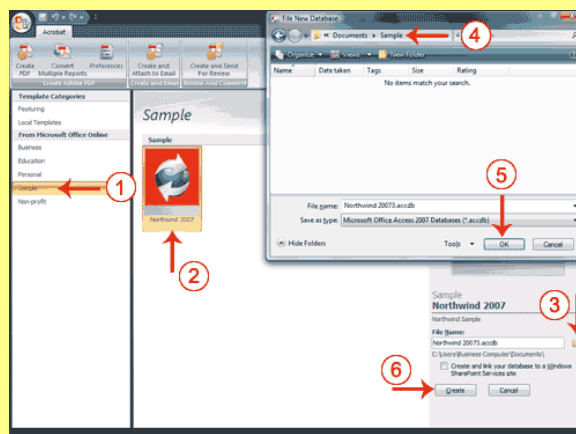 Acrobat
Create PDF
Convert Multiple Reports
Preferences
Create and Attach to Email
Create and Send For Review
Create Adobe PDF
Create and Email
Review And Comment
Template Categories
Featuring
Local Templates
From Microsoft Office Online
Business
Education
Personal
Sample
Non-profit
1
Sample
Sample
Northwind 2007
2
File New Database
Documents
Sample
4
Organize
Views
New Folder
Name
Date taken
Tags
Size
Rating
No items match your search.
5
File name:
Northwind 20073.accdb
Save as type:
Microsoft Office Access 2007 Databases (*.accdb)
Hide Folders
Tools
OK
Cancel
Sample
Northwind 2007
3
Northwind Sample
File Name:
Northwind 20073.accdb
C:\Users\Business Computer\Documents\
Create and link your database to a Windows
SharePoint Services site
6
Create
Cancel